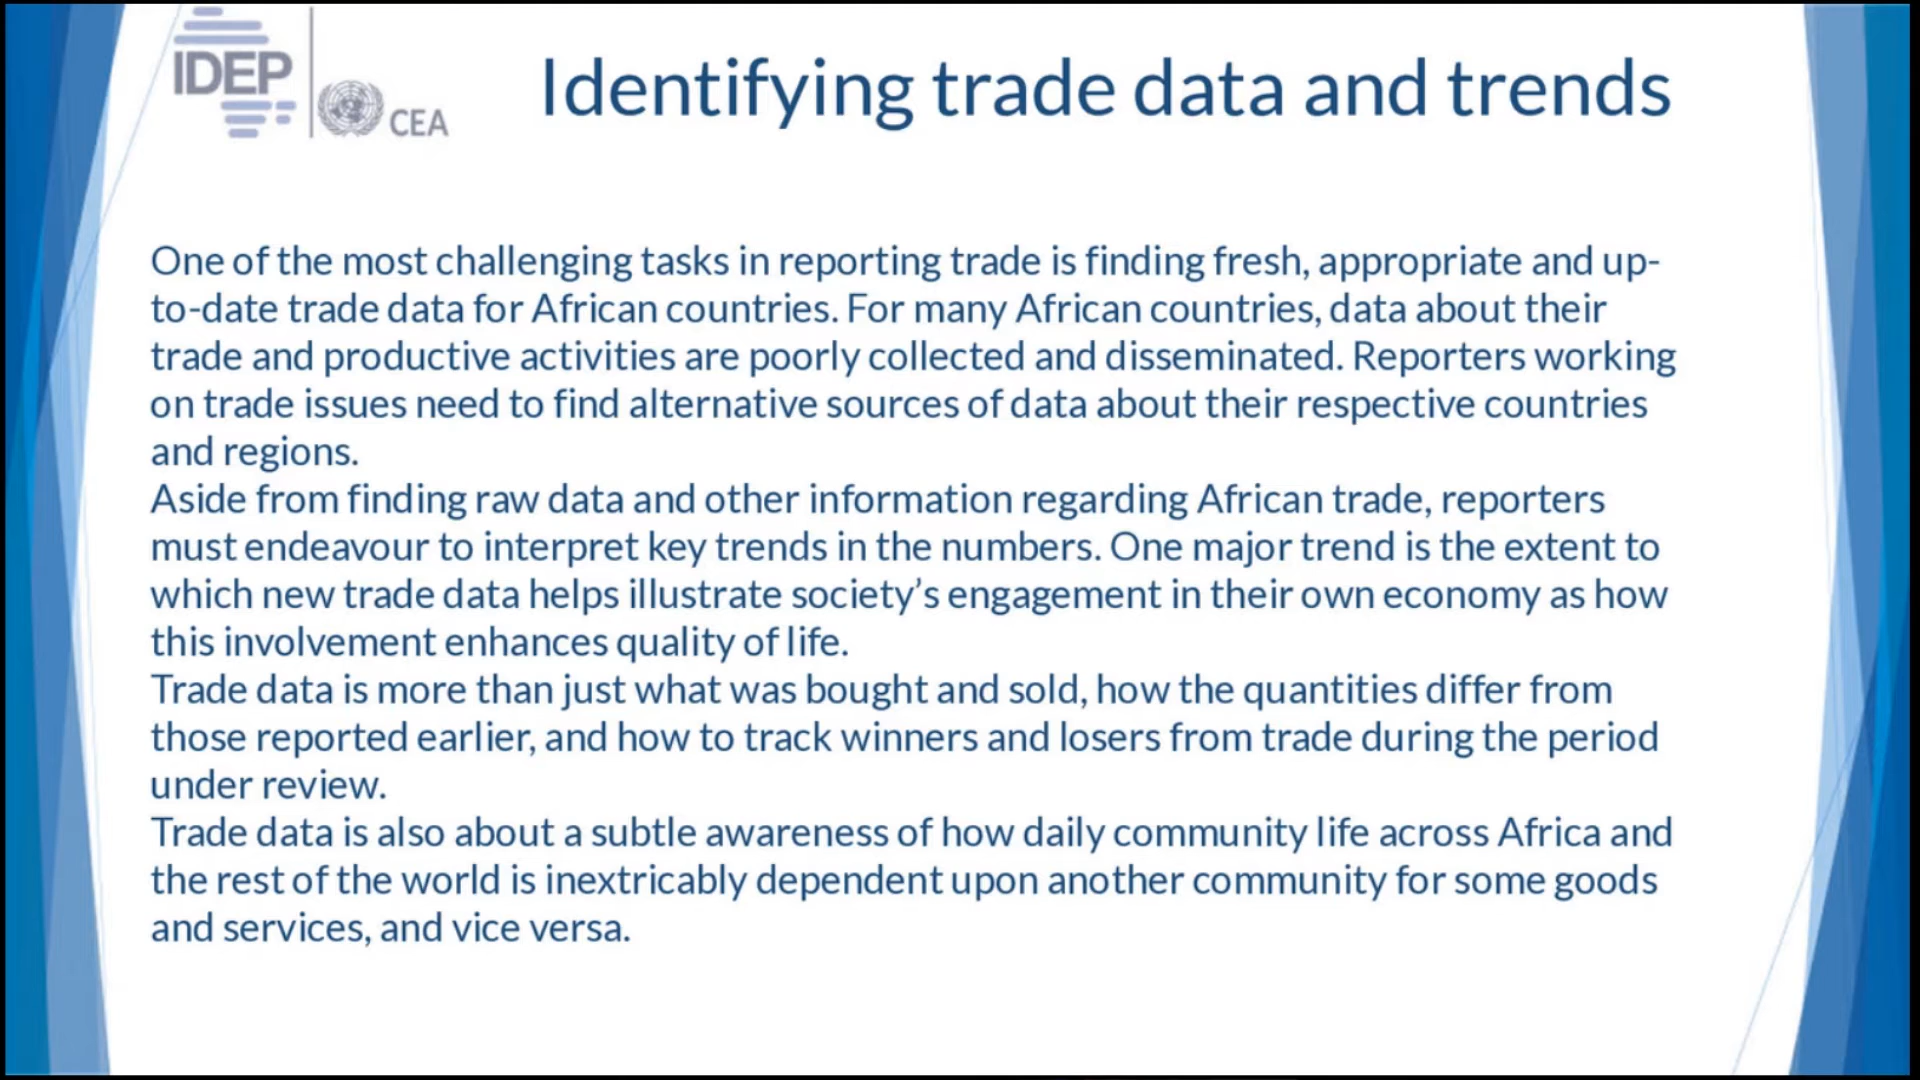 IDEP
CEA
Identifying trade data and trends
One of the most challenging tasks in reporting trade is finding fresh, appropriate and up-
to-date trade data for African countries. For many African countries, data about their
trade and productive activities are poorly collected and disseminated. Reporters working
on trade issues need to find alternative sources of data about their respective countries
and regions.
Aside from finding raw data and other information regarding African trade, reporters
must endeavour to interpret key trends in the numbers. One major trend is the extent to
which new trade data helps illustrate society’s engagement in their own economy as how
this involvement enhances quality of life.
Trade data is more than just what was bought and sold, how the quantities differ from
those reported earlier, and how to track winners and losers from trade during the period
under review.
Trade data is also about a subtle awareness of how daily community life across Africa and
the rest of the world is inextricably dependent upon another community for some goods
and services, and vice versa.